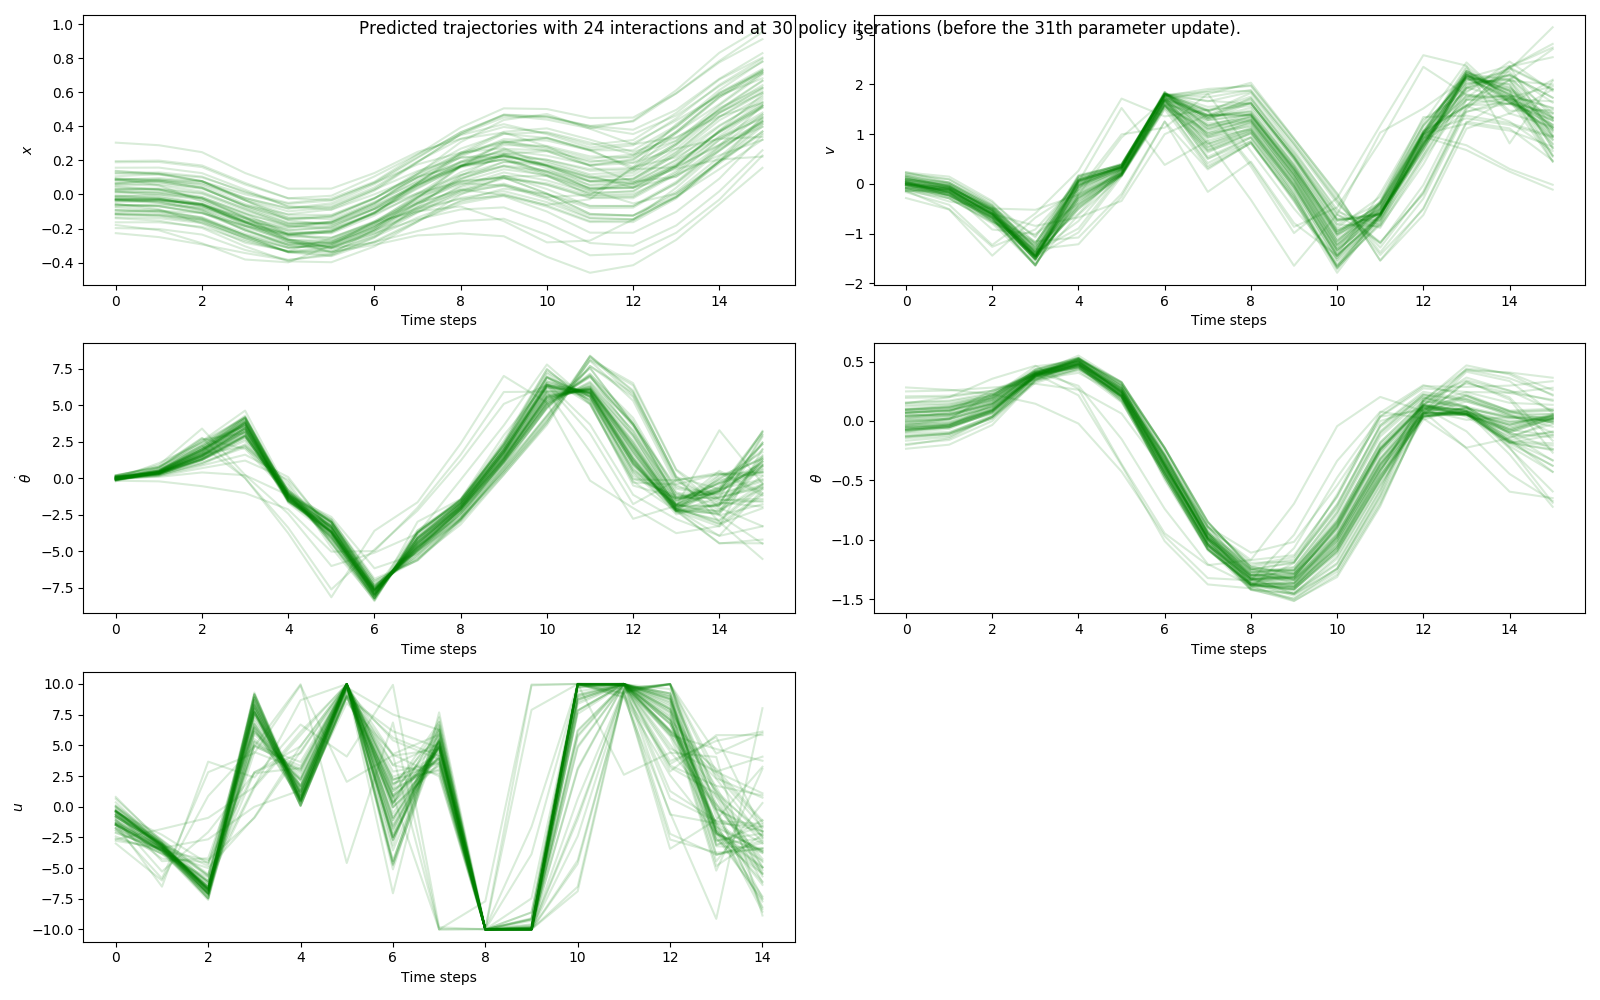 Predicted trajectories with 24 interactions and at 30 policy iterations (before the 31th parameter update).
1.0
0.8
0.6
0.4
0.2
0.0
−0.2
−0.4
x
0 2 4 6 8 10 12 14
Time steps
3
2
1
0
−1
−2
v
0 2 4 6 8 10 12 14
Time steps
7.5
5.0
2.5
0.0
−2.5
−5.0
−7.5
θ̇
0 2 4 6 8 10 12 14
Time steps
0.5
0.0
−0.5
−1.0
−1.5
θ
0 2 4 6 8 10 12 14
Time steps
10.0
7.5
5.0
2.5
0.0
−2.5
−5.0
−7.5
−10.0
u
0 2 4 6 8 10 12 14
Time steps